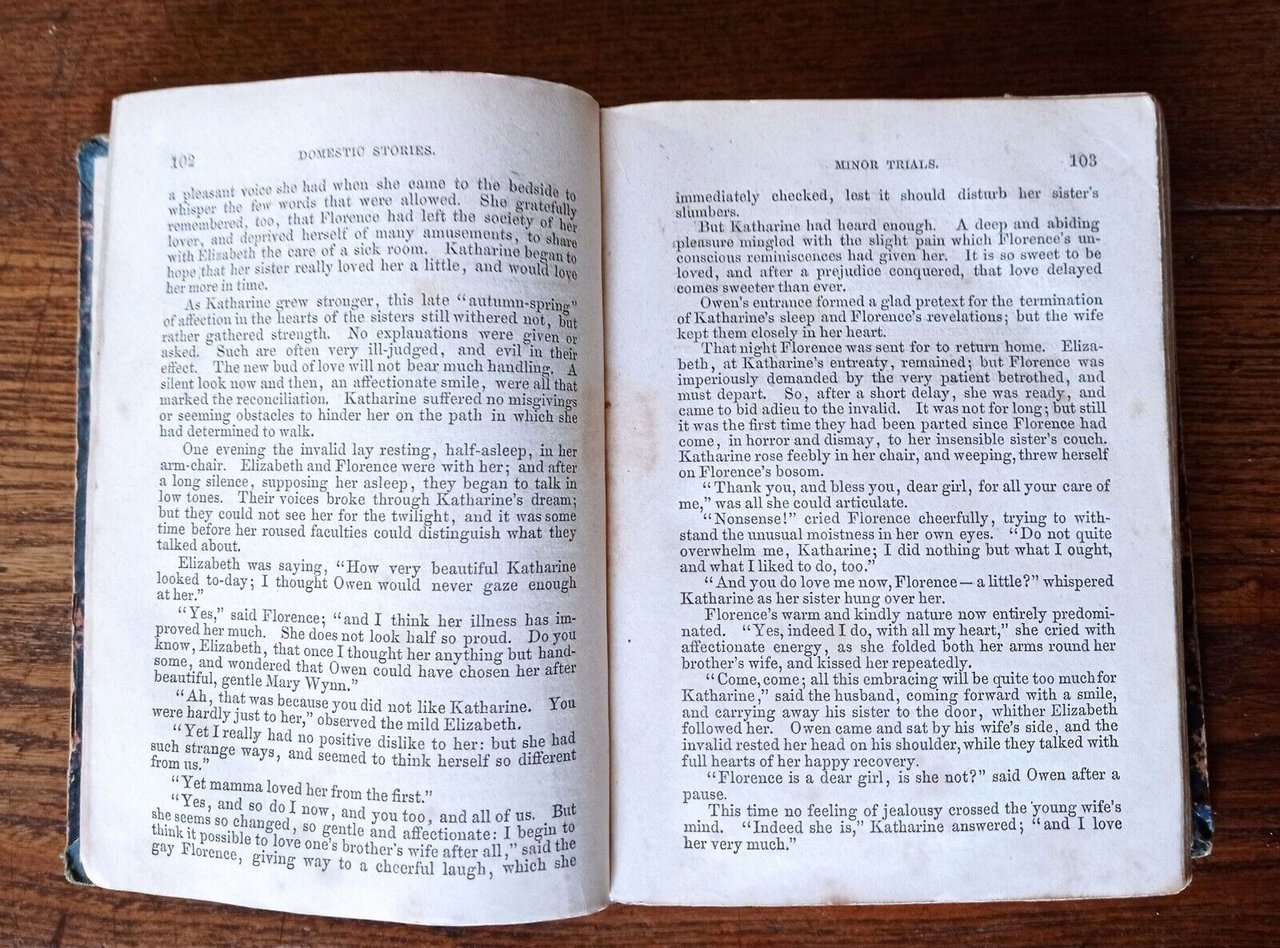 102 DOMESTIC STORIES.
a pleasant voice she had when she came to the bedside to
whisper the few words that were allowed. She gratefully
remembered, too, that Florence had left the society of her
lover, and deprived herself of many amusements, to share
with Elizabeth the care of a sick room. Katharine began to
hope that her sister really loved her a little, and would love
her more in time.
As Katharine grew stronger, this late “autumn-spring”
of affection in the hearts of the sisters still withered not, but
rather gathered strength. No explanations were given or
asked. Such are often very ill-judged, and evil in their
effect. The new bud of love will not bear much handling. A
silent look now and then, an affectionate smile, were all that
marked the reconciliation. Katharine suffered no misgivings
or seeming obstacles to hinder her on the path in which she
had determined to walk.
One evening the invalid lay resting, half-asleep, in her
arm-chair. Elizabeth and Florence were with her; and after
a long silence, supposing her asleep, they began to talk in
low tones. Their voices broke through Katharine's dream;
but they could not see her for the twilight, and it was some
time before her roused faculties could distinguish what they
talked about.
Elizabeth was saying, “How very beautiful Katharine
looked to-day; I thought Owen would never gaze enough
at her.”
“Yes,” said Florence; “and I think her illness has im-
proved her much. She does not look half so proud. Do you
know, Elizabeth, that once I thought her anything but hand-
some, and wondered that Owen could have chosen her after
beautiful, gentle Mary Wynn.”
“Ah, that was because you did not like Katharine. You
were hardly just to her,” observed the mild Elizabeth.
“Yet I really had no positive dislike to her: but she had
such strange ways, and seemed to think herself so different
from us.”
“Yet mamma loved her from the first.”
“Yes, and so do I now, and you too, and all of us. But
she seems so changed, so gentle and affectionate: I begin to
think it possible to love one's brother's wife after all,” said the
gay Florence, giving way to a cheerful laugh, which she
MINOR TRIALS. 103
immediately checked, lest it should disturb her sister's
slumbers.
But Katharine had heard enough. A deep and abiding
pleasure mingled with the slight pain which Florence's un-
conscious reminiscences had given her. It is so sweet to be
loved, and after a prejudice conquered, that love delayed
comes sweeter than ever.
Owen's entrance formed a glad pretext for the termination
of Katharine's sleep and Florence's revelations; but the wife
kept them closely in her heart.
That night Florence was sent for to return home. Eliza-
beth, at Katharine's entreaty, remained; but Florence was
imperiously demanded by the very patient betrothed, and
must depart. So, after a short delay, she was ready, and
came to bid adieu to the invalid. It was not for long; but still
it was the first time they had been parted since Florence had
come, in horror and dismay, to her insensible sister's couch.
Katharine rose feebly in her chair, and weeping, threw herself
on Florence's bosom.
“Thank you, and bless you, dear girl, for all your care of
me,” was all she could articulate.
“Nonsense!” cried Florence cheerfully, trying to with-
stand the unusual moistness in her own eyes. “Do not quite
overwhelm me, Katharine; I did nothing but what I ought,
and what I liked to do, too.”
“And you do love me now, Florence — a little?” whispered
Katharine as her sister hung over her.
Florence's warm and kindly nature now entirely predomi-
nated. “Yes, indeed I do, with all my heart,” she cried with
affectionate energy, as she folded both her arms round her
brother's wife, and kissed her repeatedly.
“Come, come; all this embracing will be quite too much for
Katharine,” said the husband, coming forward with a smile,
and carrying away his sister to the door, whither Elizabeth
followed her. Owen came and sat by his wife's side, and the
invalid rested her head on his shoulder, while they talked with
full hearts of her happy recovery.
“Florence is a dear girl, is she not?” said Owen after a
pause.
This time no feeling of jealousy crossed the young wife's
mind. “Indeed she is,” Katharine answered; “and I love
her very much.”